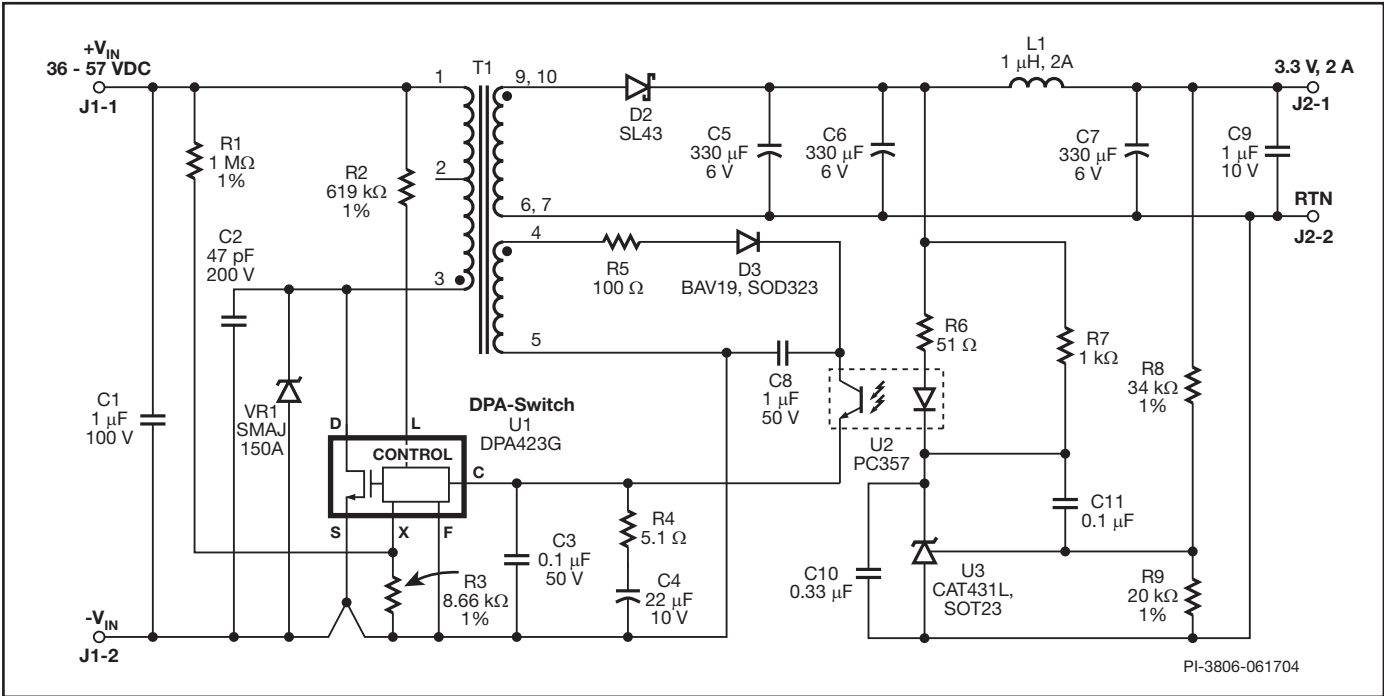 +VIN
36 - 57 VDC
J1-1
R1
1 MΩ
1%
R2
619 kΩ
1%
1
T1
2
3
9, 10
6, 7
4
5
D2
SL43
C5
330 µF
6 V
C6
330 µF
6 V
L1
1 µH, 2A
C7
330 µF
6 V
C9
1 µF
10 V
3.3 V, 2 A
J2-1
RTN
J2-2
C2
47 pF
200 V
R5
100 Ω
D3
BAV19, SOD323
R6
51 Ω
R7
1 kΩ
R8
34 kΩ
1%
C1
1 µF
100 V
VR1
SMAJ
150A
DPA-Switch
U1
DPA423G
D
L
CONTROL
C
S
X
F
C8
1 µF
50 V
U2
PC357
C3
0.1 µF
50 V
R4
5.1 Ω
C4
22 µF
10 V
R3
8.66 kΩ
1%
C11
0.1 µF
C10
0.33 µF
U3
CAT431L,
SOT23
R9
20 kΩ
1%
-VIN
J1-2
PI-3806-061704